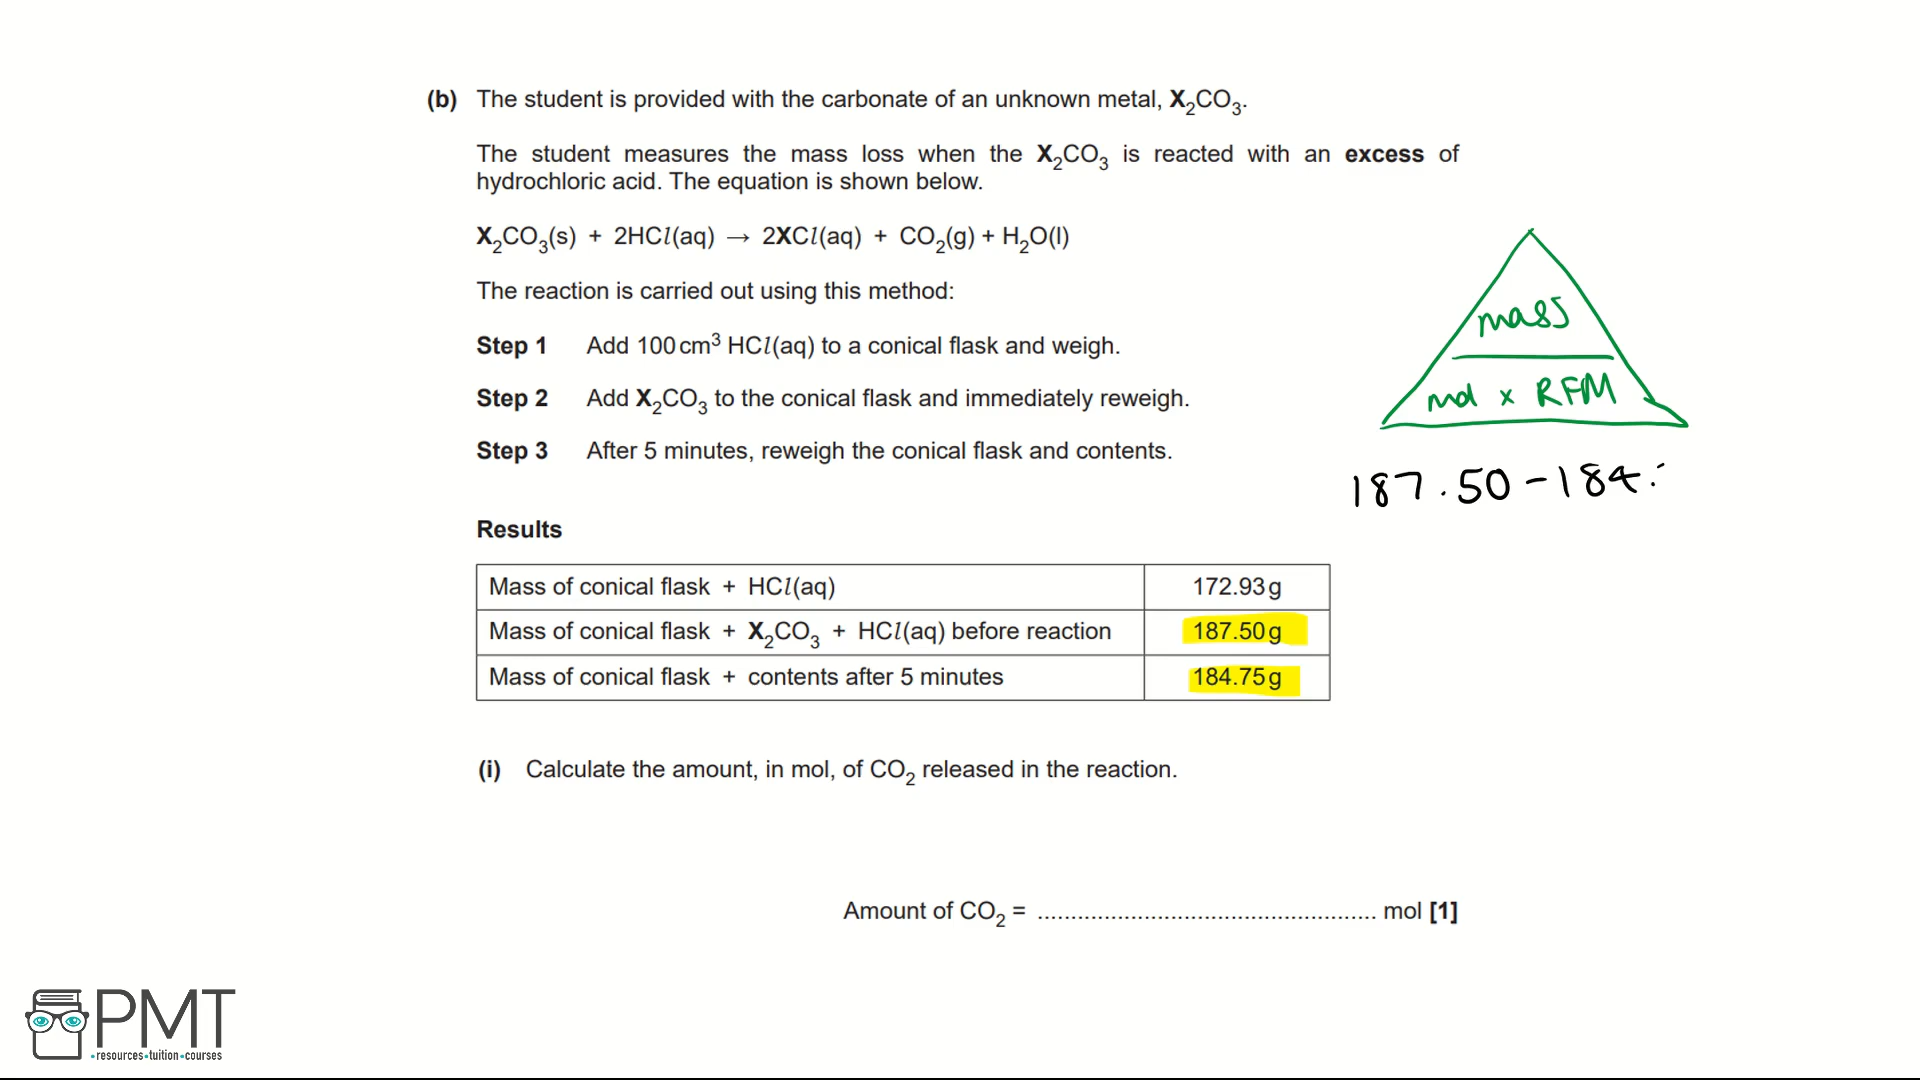 (b) The student is provided with the carbonate of an unknown metal, X₂CO₃.
The student measures the mass loss when the X₂CO₃ is reacted with an excess of
hydrochloric acid. The equation is shown below.
X₂CO₃(s) + 2HCl(aq) → 2XCl(aq) + CO₂(g) + H₂O(l)
The reaction is carried out using this method:
Step 1 Add 100 cm³ HCl(aq) to a conical flask and weigh.
Step 2 Add X₂CO₃ to the conical flask and immediately reweigh.
Step 3 After 5 minutes, reweigh the conical flask and contents.
mass
mol x RFM
187.50 - 184.
Results
Mass of conical flask + HCl(aq) 172.93 g
Mass of conical flask + X₂CO₃ + HCl(aq) before reaction 187.50 g
Mass of conical flask + contents after 5 minutes 184.75 g
(i) Calculate the amount, in mol, of CO₂ released in the reaction.
Amount of CO₂ = .................................................. mol [1]
PMT
•resources•tuition•courses